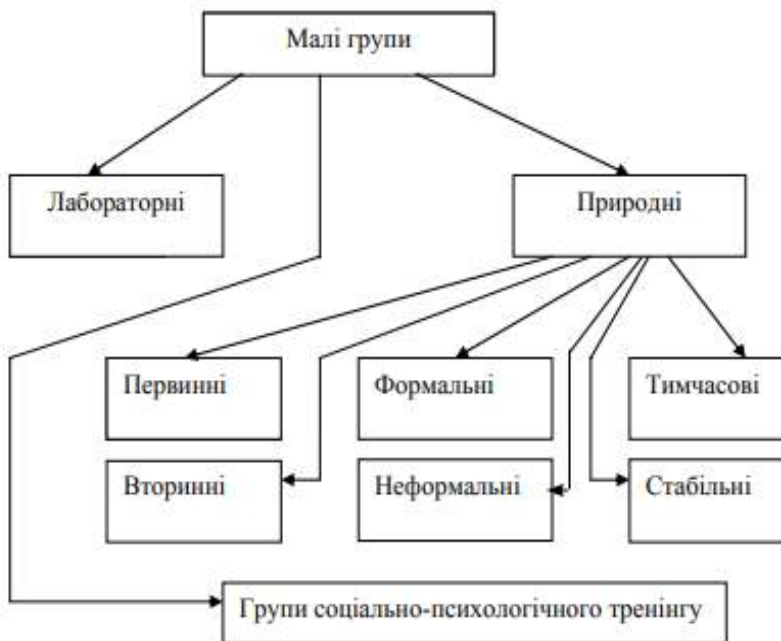 Малі групи
Лабораторні
Природні
Первинні
Формальні
Тимчасові
Вторинні
Неформальні
Стабільні
Групи соціально-психологічного тренінгу